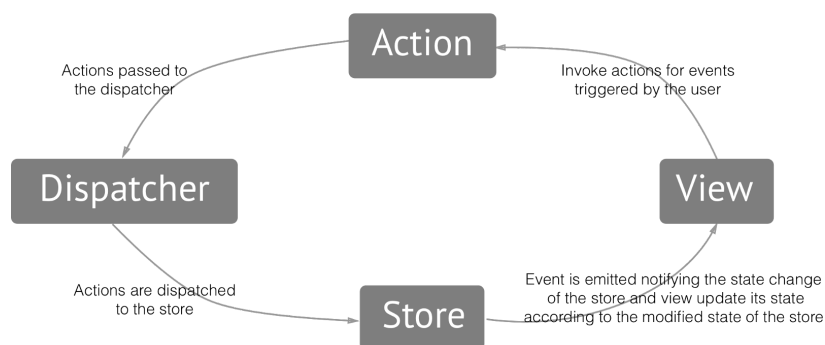 Action
Actions passed to
the dispatcher
Invoke actions for events
triggered by the user
Dispatcher
View
Actions are dispatched
to the store
Store
Event is emitted notifying the state change
of the store and view update its state
according to the modified state of the store